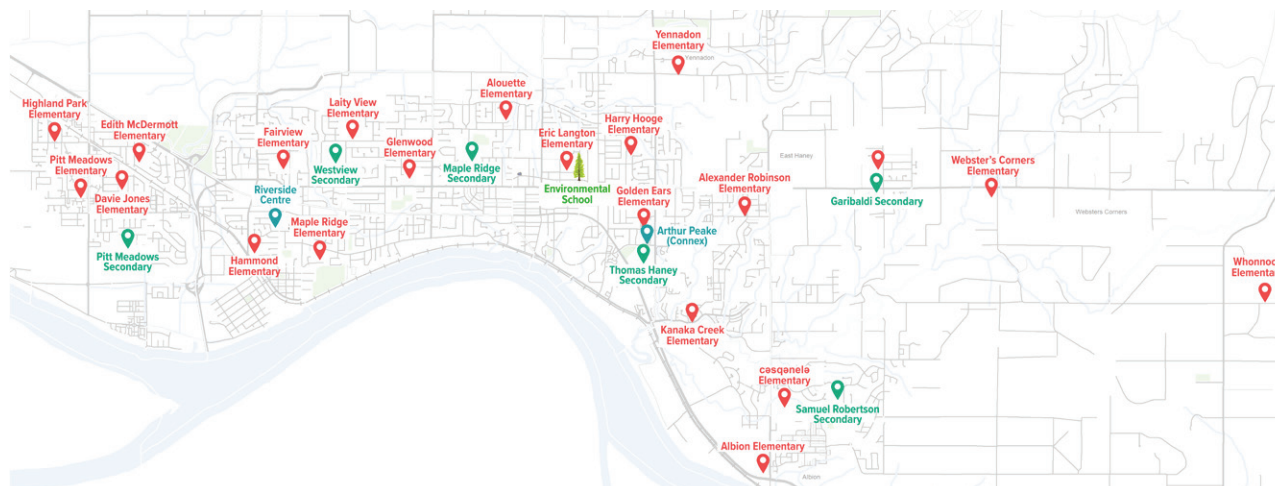 Yennadon
Elementary
Yennadon
Alouette
Elementary
Highland Park
Elementary
Edith McDermott
Elementary
Laity View
Elementary
Fairview
Elementary
Glenwood
Elementary
Eric Langton
Elementary
Harry Hooge
Elementary
East Haney
Pitt Meadows
Elementary
Westview
Secondary
Maple Ridge
Secondary
Webster's Corners
Elementary
Davie Jones
Elementary
Riverside
Centre
Environmental
School
Golden Ears
Elementary
Alexander Robinson
Elementary
Garibaldi Secondary
Websters Corners
Maple Ridge
Elementary
Arthur Peake
(Connex)
Pitt Meadows
Secondary
Hammond
Elementary
Thomas Haney
Secondary
Whonnoc
Elementa
Kanaka Creek
Elementary
cəsqənelə
Elementary
Samuel Robertson
Secondary
Albion Elementary
Albion